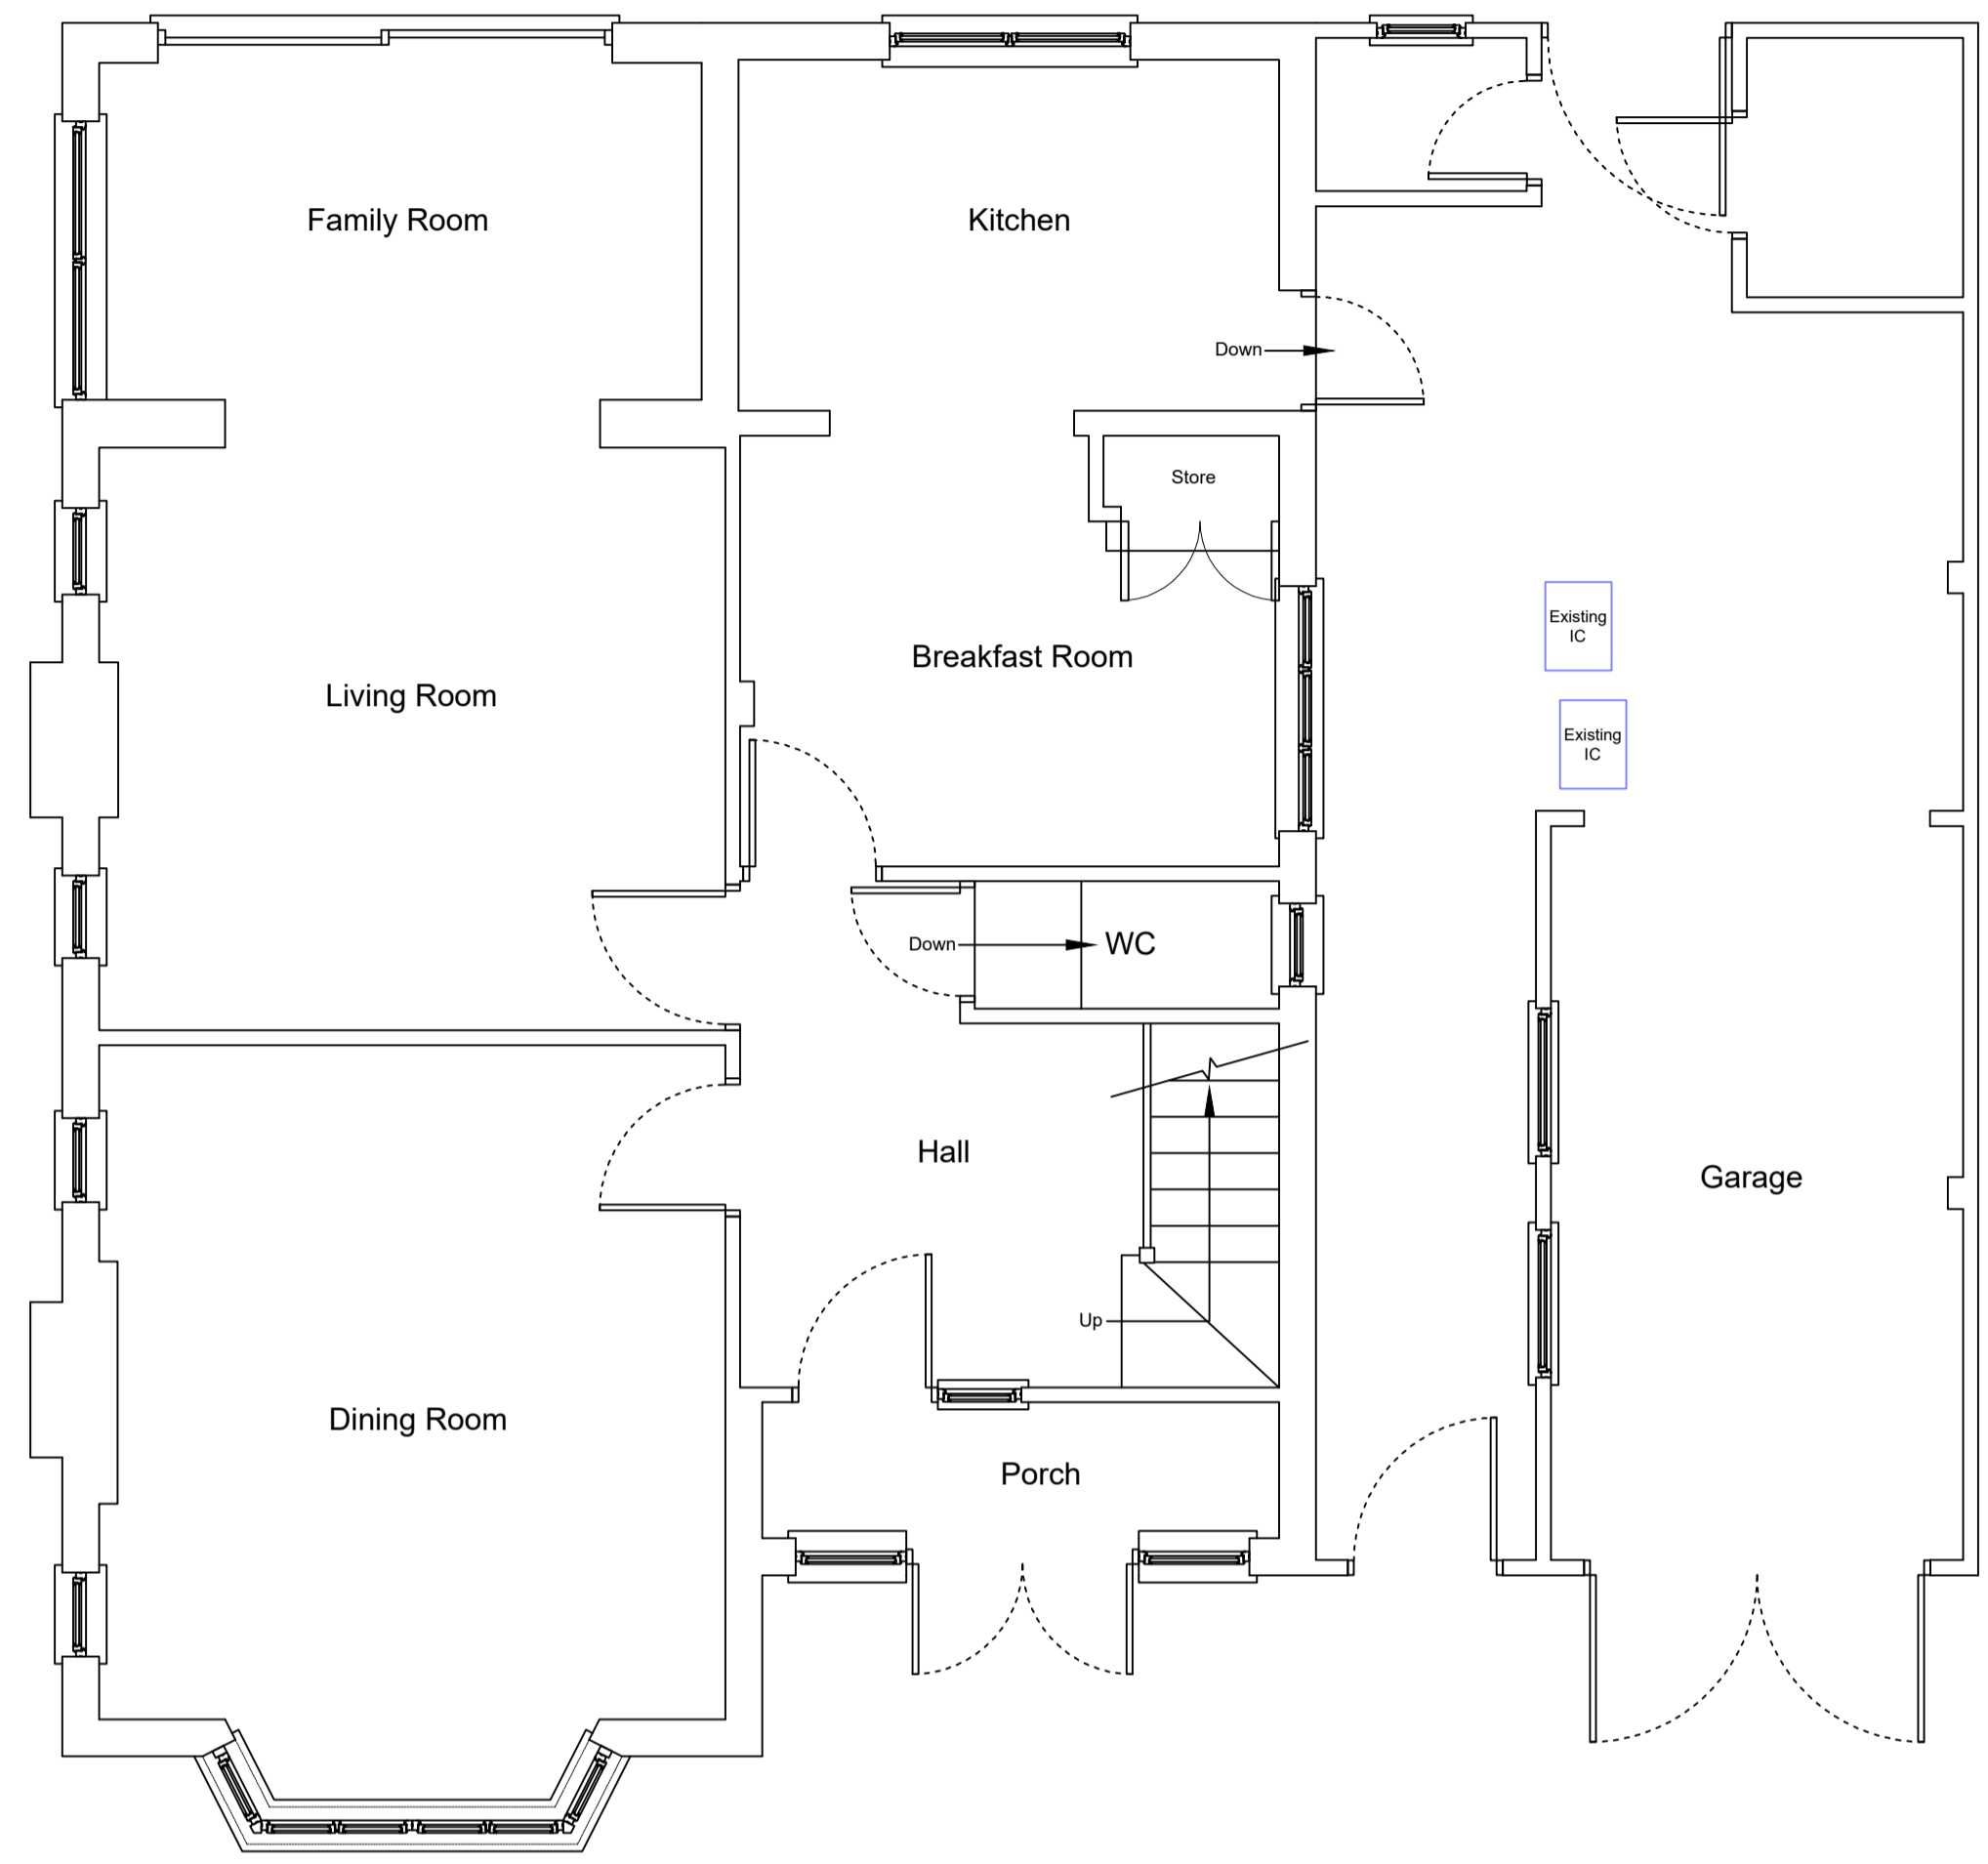 Family Room
Kitchen
Down
Store
Existing
IC
Breakfast Room
Living Room
Existing
IC
Down
WC
Hall
Garage
Up
Dining Room
Porch